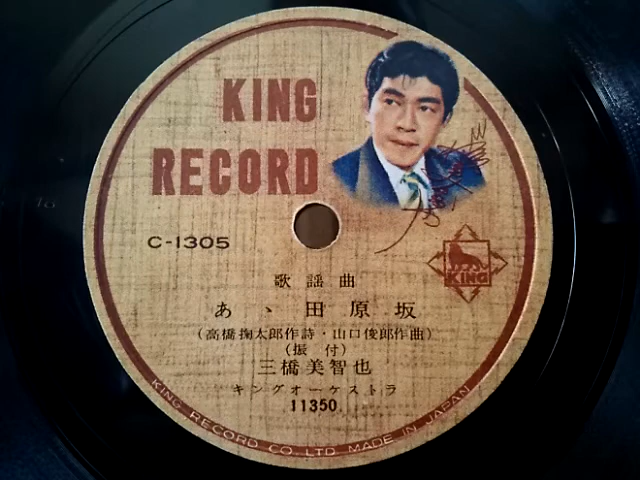 KING
RECORD
C-1305
KING
歌謡曲
あゝ田原坂
(高橋掬太郎作詩・山口俊郎作曲)
(振付)
三橋美智也
キングオーケストラ
11350
KING RECORD CO. LTD MADE IN JAPAN